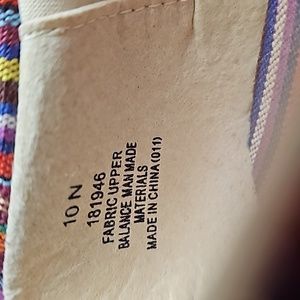 10 N
181946
FABRIC UPPER
BALANCE MAN MADE
MATERIALS
MADE IN CHINA (011)